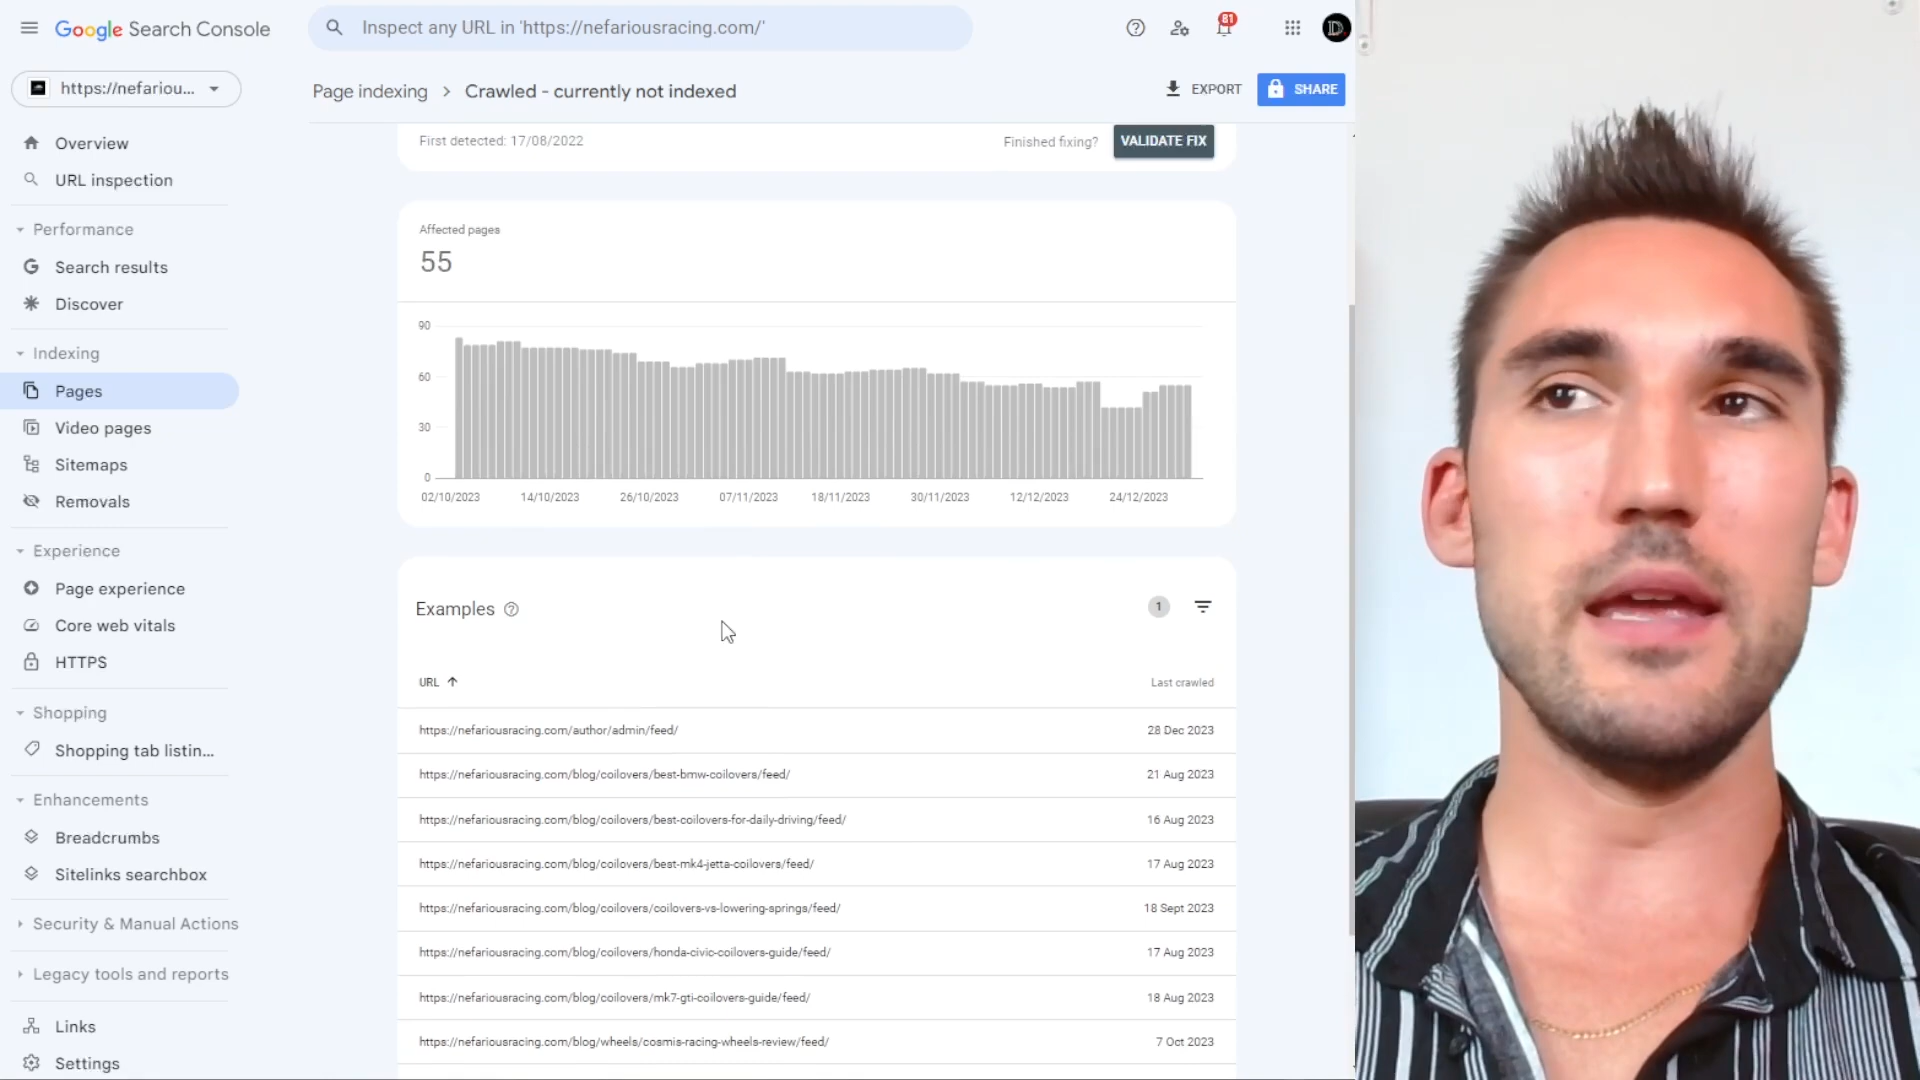 Google Search Console
Inspect any URL in 'https://nefariousracing.com/'
81
https://nefariou...
Page indexing
Crawled - currently not indexed
EXPORT
SHARE
Overview
URL inspection
Performance
Search results
Discover
Indexing
Pages
Video pages
Sitemaps
Removals
Experience
Page experience
Core web vitals
HTTPS
Shopping
Shopping tab listin...
Enhancements
Breadcrumbs
Sitelinks searchbox
Security & Manual Actions
Legacy tools and reports
Links
Settings
First detected: 17/08/2022
Finished fixing?
VALIDATE FIX
Affected pages
55
90
60
30
0
02/10/2023
14/10/2023
26/10/2023
07/11/2023
18/11/2023
30/11/2023
12/12/2023
24/12/2023
Examples
1
URL
Last crawled
https://nefariousracing.com/author/admin/feed/
28 Dec 2023
https://nefariousracing.com/blog/coilovers/best-bmw-coilovers/feed/
21 Aug 2023
https://nefariousracing.com/blog/coilovers/best-coilovers-for-daily-driving/feed/
16 Aug 2023
https://nefariousracing.com/blog/coilovers/best-mk4-jetta-coilovers/feed/
17 Aug 2023
https://nefariousracing.com/blog/coilovers/coilovers-vs-lowering-springs/feed/
18 Sept 2023
https://nefariousracing.com/blog/coilovers/honda-civic-coilovers-guide/feed/
17 Aug 2023
https://nefariousracing.com/blog/coilovers/mk7-gti-coilovers-guide/feed/
18 Aug 2023
https://nefariousracing.com/blog/wheels/cosmis-racing-wheels-review/feed/
7 Oct 2023